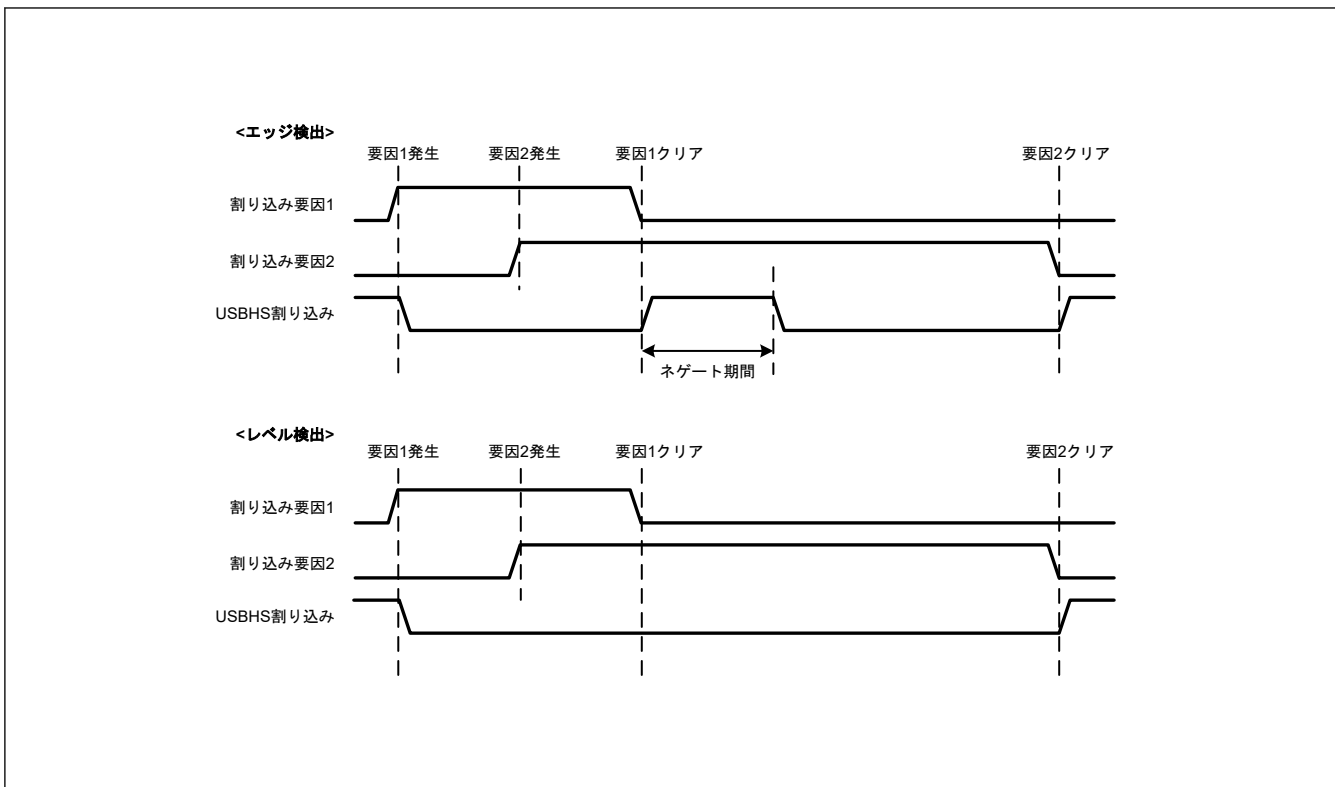 <エッジ検出>
要因1発生 要因2発生 要因1クリア 要因2クリア
割り込み要因1
割り込み要因2
USBHS割り込み
ネゲート期間
<レベル検出>
要因1発生 要因2発生 要因1クリア 要因2クリア
割り込み要因1
割り込み要因2
USBHS割り込み